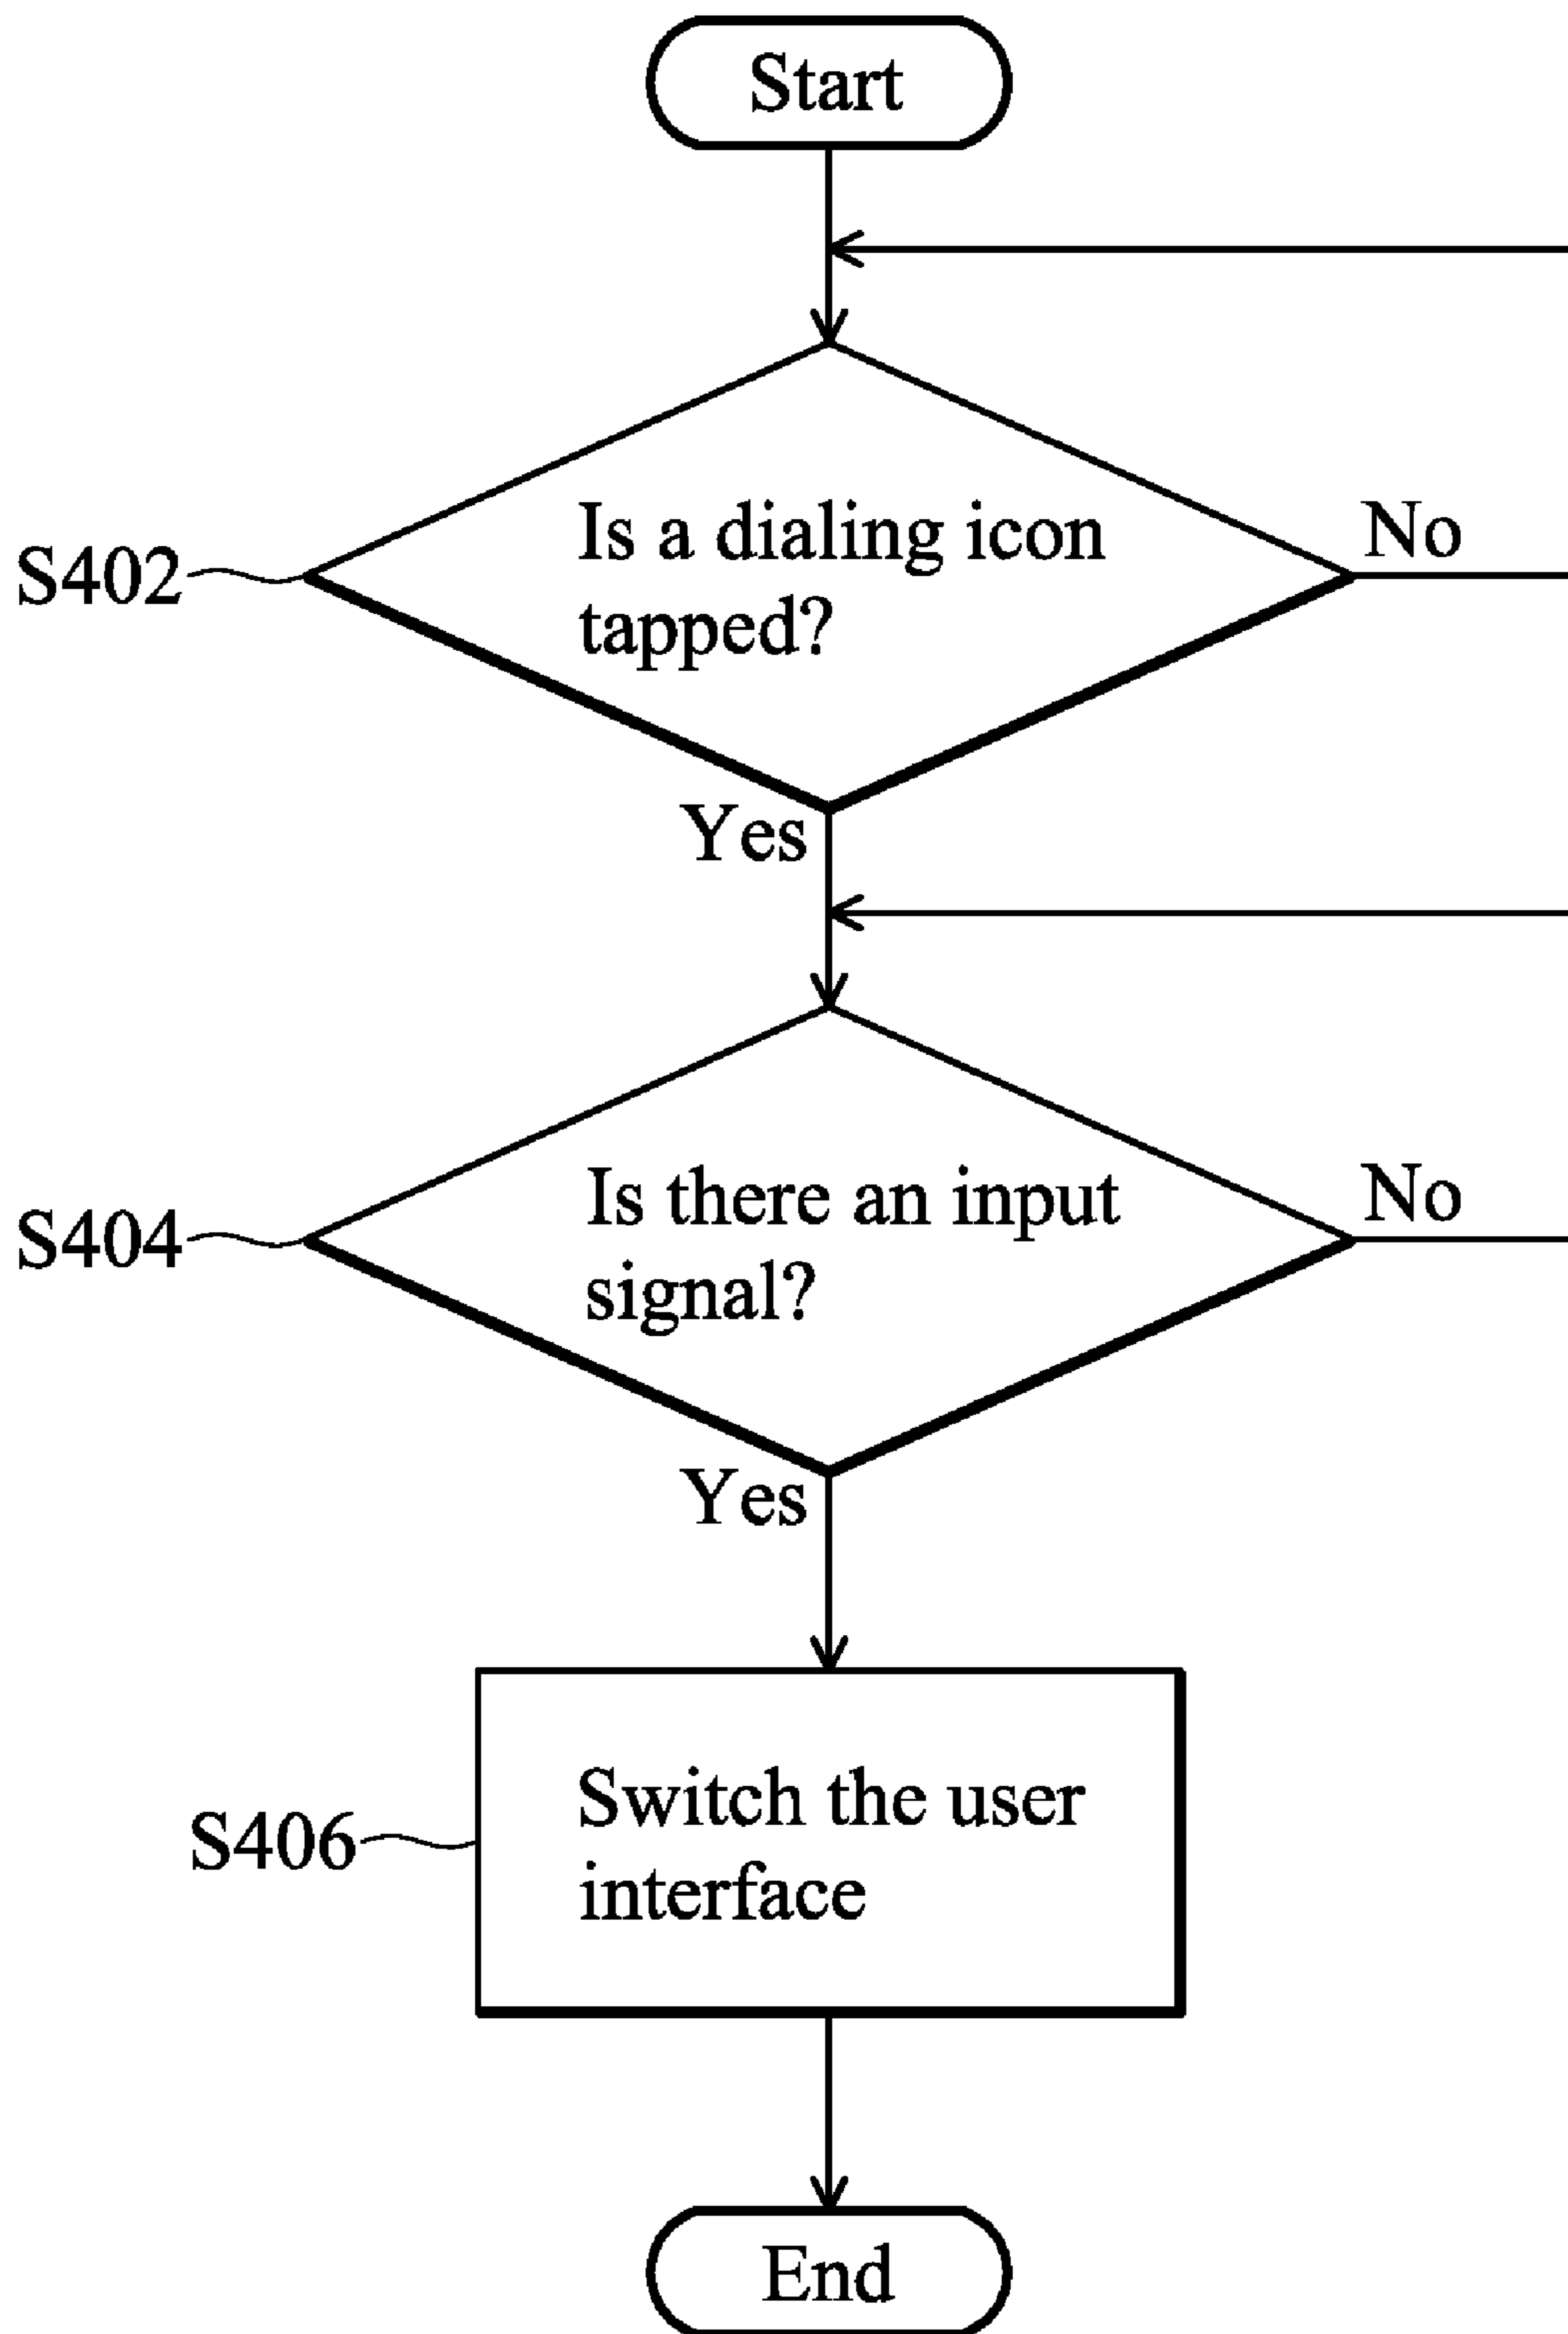 Start
Is a dialing icon
tapped?
No
S402
Yes
Is there an input
signal?
No
S404
Yes
Switch the user
interface
S406
End